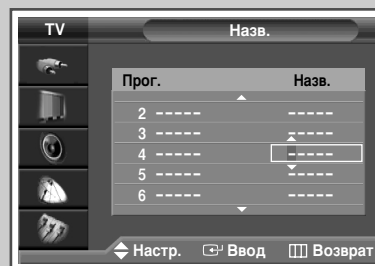 TV Назв.
Прог. Назв.
2 ----- -----
3 ----- -----
4 ----- -----
5 ----- -----
6 ----- -----
Настр. Ввод Возврат